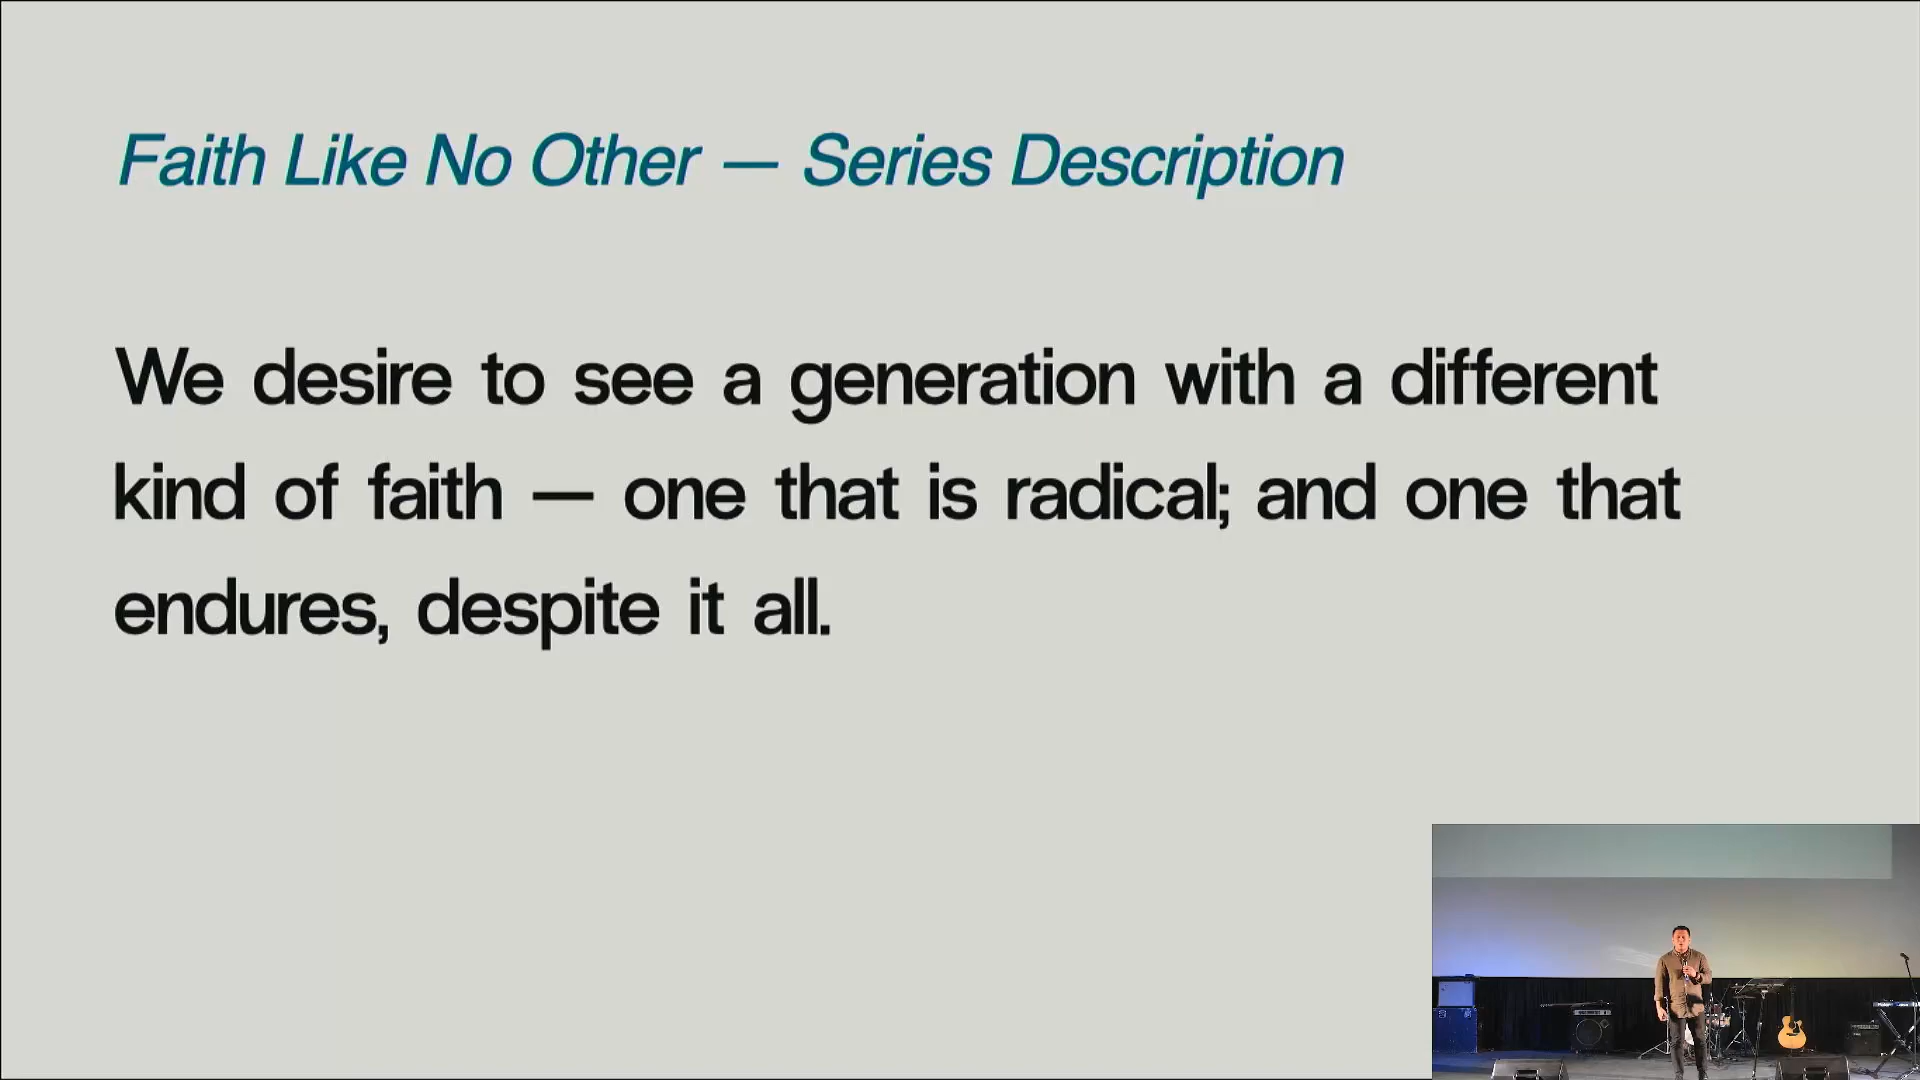 Faith Like No Other — Series Description
We desire to see a generation with a different
kind of faith — one that is radical; and one that
endures, despite it all.